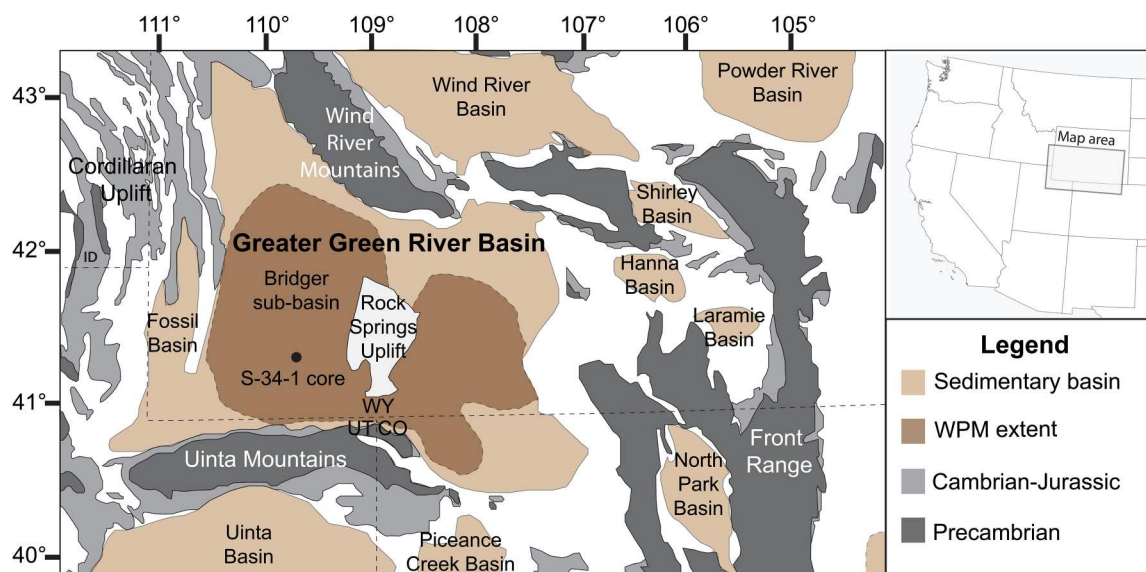 111° 110° 109° 108° 107° 106° 105°
43°
42°
41°
40°
Wind River
Basin
Powder River
Basin
Wind
River
Mountains
Cordillaran
Uplift
Shirley
Basin
ID
Greater Green River Basin
Bridger
sub-basin
Hanna
Basin
Rock
Springs
Uplift
Fossil
Basin
Laramie
Basin
S-34-1 core
WY
UT CO
Uinta Mountains
Front
Range
North
Park
Basin
Uinta
Basin
Piceance
Creek Basin
Map area
Legend
Sedimentary basin
WPM extent
Cambrian-Jurassic
Precambrian